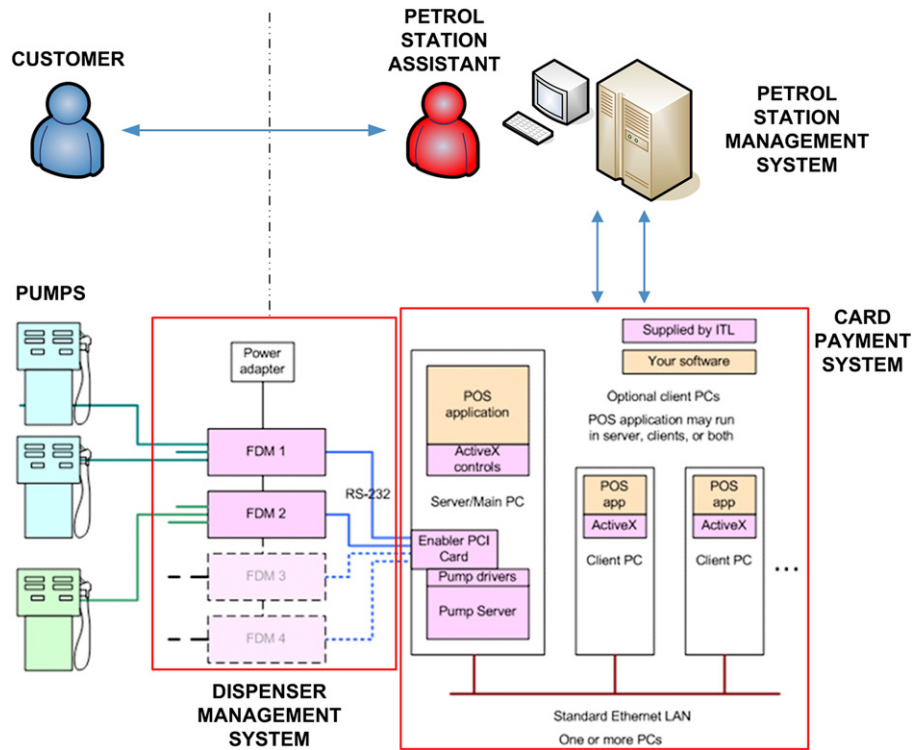 CUSTOMER
PETROL
STATION
ASSISTANT
PETROL
STATION
MANAGEMENT
SYSTEM
PUMPS
CARD
PAYMENT
SYSTEM
Power
adapter
FDM 1
FDM 2
FDM 3
FDM 4
RS-232
DISPENSER
MANAGEMENT
SYSTEM
Supplied by ITL
Your software
Optional client PCs
POS application may run
in server, clients, or both
POS
application
ActiveX
controls
Server/Main PC
Enabler PCI
Card
Pump drivers
Pump Server
POS
app
ActiveX
Client PC
POS
app
ActiveX
Client PC
...
Standard Ethernet LAN
One or more PCs